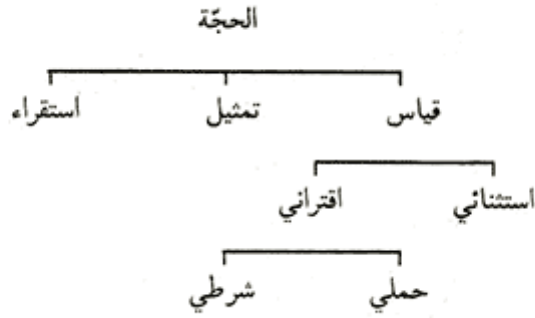 الحجّة
قياس تمثيل استقراء
استثنائي اقتراني
حملي شرطي